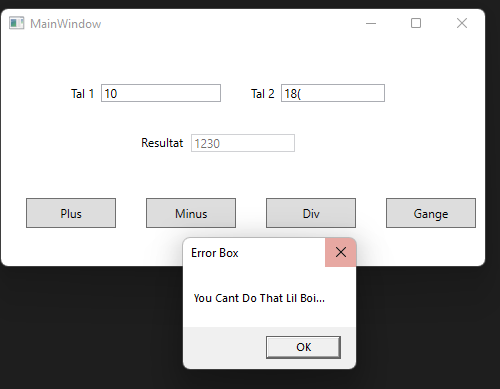 MainWindow
Tal 1 10 Tal 2 18(
Resultat 1230
Plus Minus Div Gange
Error Box
You Cant Do That Lil Boi...
OK